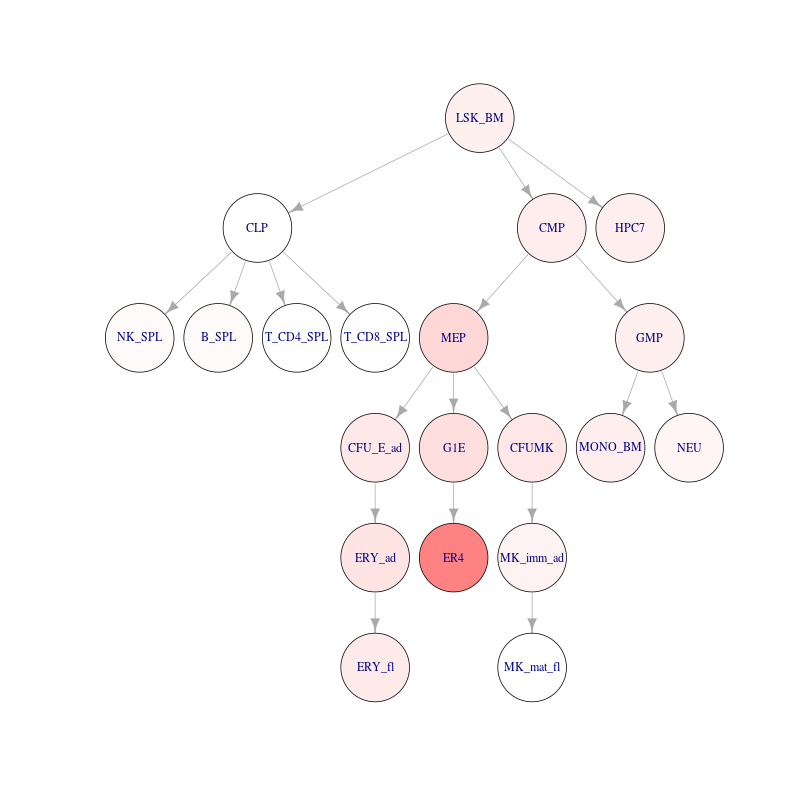 LSK_BM
CLP
CMP
HPC7
NK_SPL
B_SPL
T_CD4_SPL
T_CD8_SPL
MEP
GMP
CFU_E_ad
G1E
CFUMK
MONO_BM
NEU
ERY_ad
ER4
MK_imm_ad
ERY_fl
MK_mat_fl